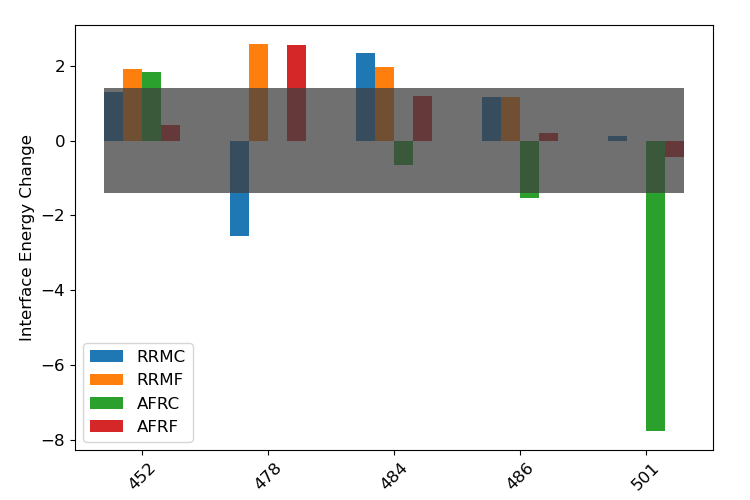 Interface Energy Change
2
0
−2
−4
−6
−8
RRMC
RRMF
AFRC
AFRF
452
478
484
486
501